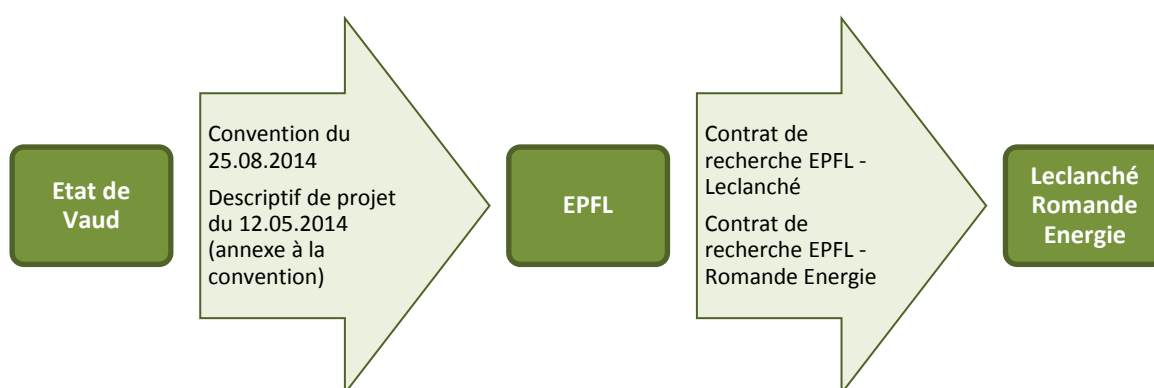 Etat de
Vaud
Convention du
25.08.2014
Descriptif de projet
du 12.05.2014
(annexe à la
convention)
EPFL
Contrat de
recherche EPFL -
Leclanché
Contrat de
recherche EPFL -
Romande Energie
Leclanché
Romande
Energie